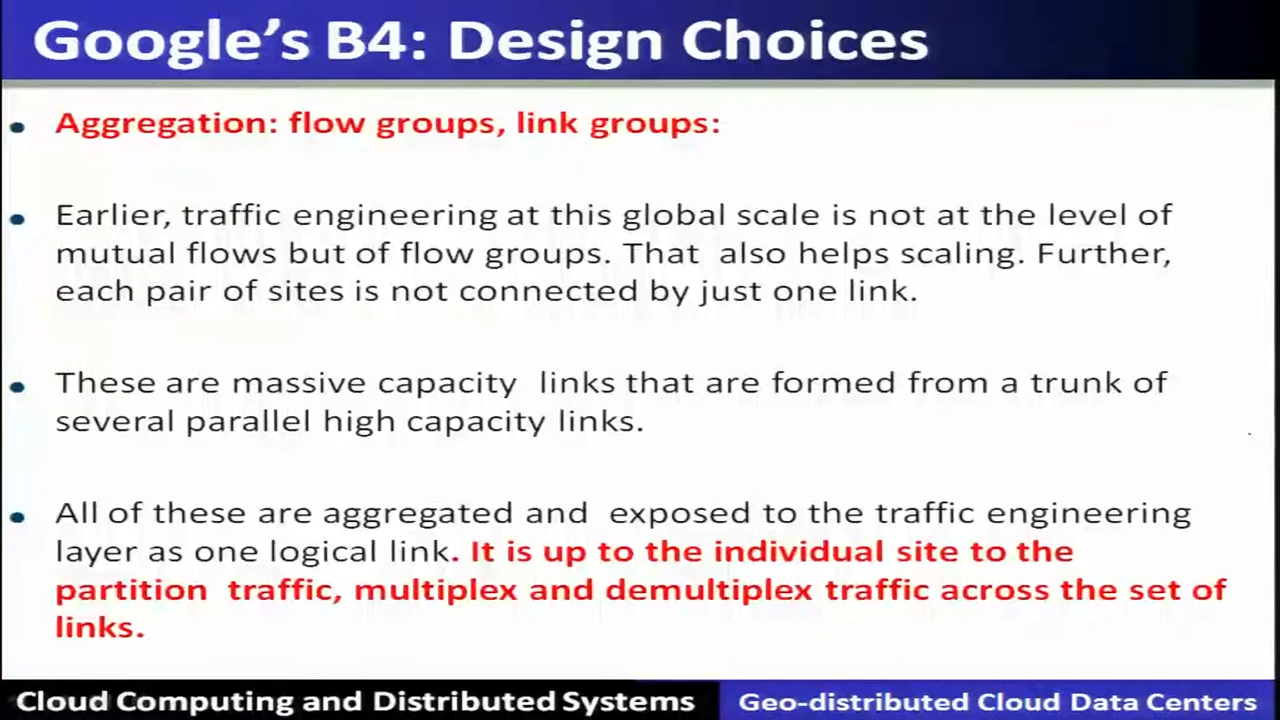 Google's B4: Design Choices
Aggregation: flow groups, link groups:
Earlier, traffic engineering at this global scale is not at the level of
mutual flows but of flow groups. That also helps scaling. Further,
each pair of sites is not connected by just one link.
These are massive capacity links that are formed from a trunk of
several parallel high capacity links.
All of these are aggregated and exposed to the traffic engineering
layer as one logical link. It is up to the individual site to the
partition traffic, multiplex and demultiplex traffic across the set of
links.
Cloud Computing and Distributed Systems
Geo-distributed Cloud Data Centers